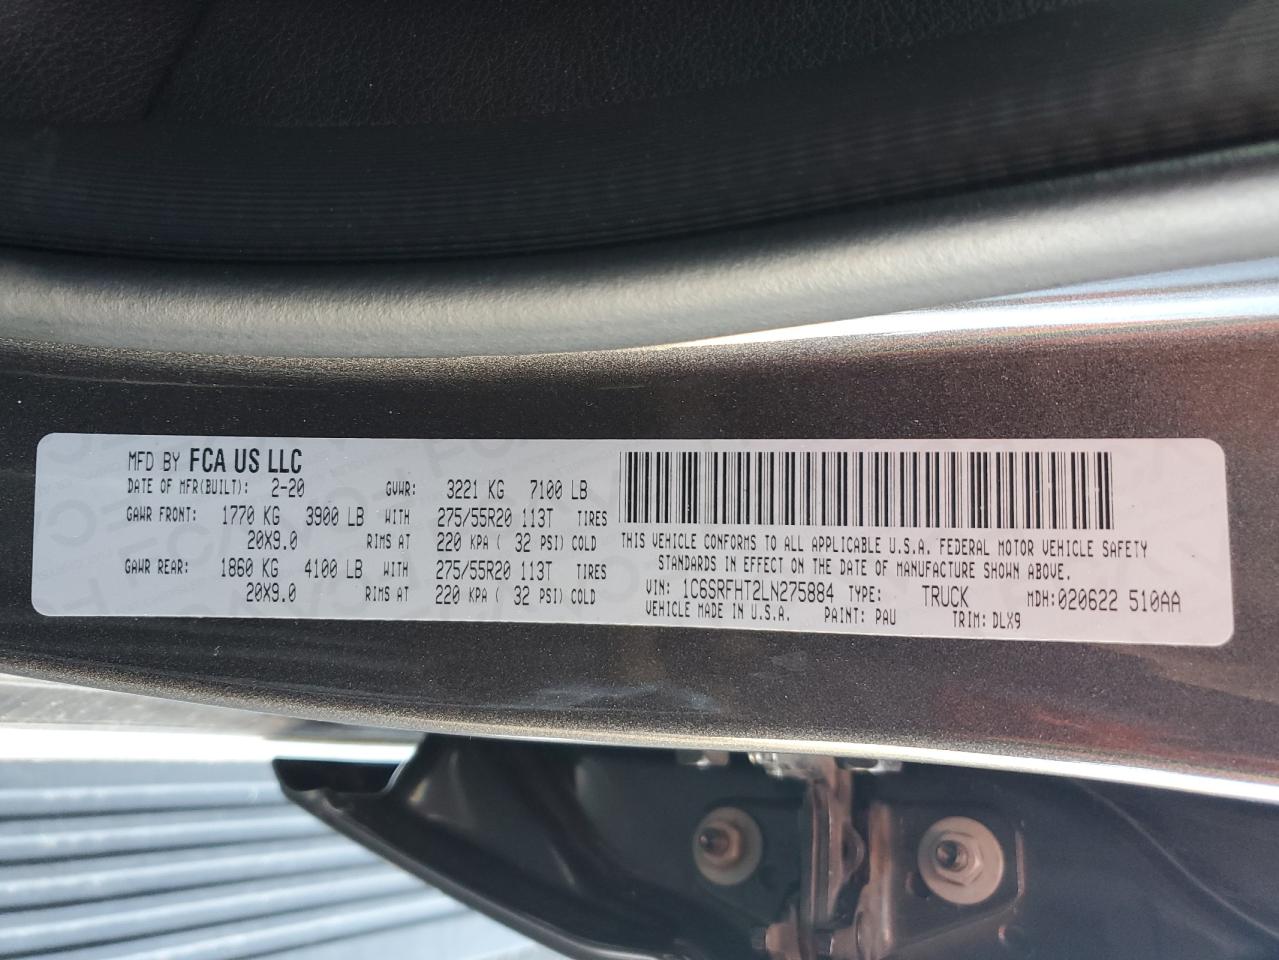 MFD BY FCA US LLC
DATE OF MFR(BUILT): 2-20 GVWR: 3221 KG 7100 LB
GAWR FRONT: 1770 KG 3900 LB WITH 275/55R20 113T TIRES
20X9.0 RIMS AT 220 KPA ( 32 PSI) COLD
GAWR REAR: 1860 KG 4100 LB WITH 275/55R20 113T TIRES
20X9.0 RIMS AT 220 KPA ( 32 PSI) COLD
THIS VEHICLE CONFORMS TO ALL APPLICABLE U.S.A. FEDERAL MOTOR VEHICLE SAFETY
STANDARDS IN EFFECT ON THE DATE OF MANUFACTURE SHOWN ABOVE.
VIN: 1C6SRFHT2LN275884 TYPE: TRUCK MDH:020622 510AA
VEHICLE MADE IN U.S.A. PAINT: PAU TRIM: DLX9